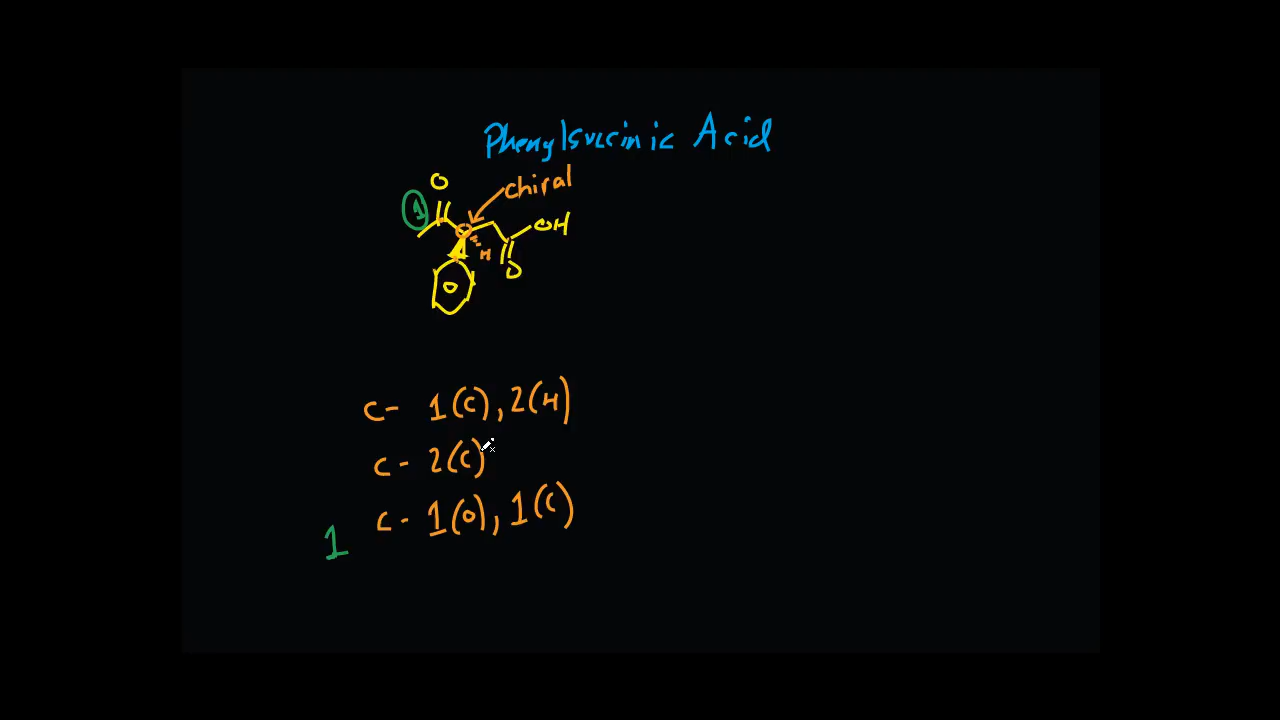 Phenylsuccinic Acid
chiral
O
1
OH
H
O
C- 1(C), 2(H)
C- 2(C)
C- 1(O), 1(C)
1